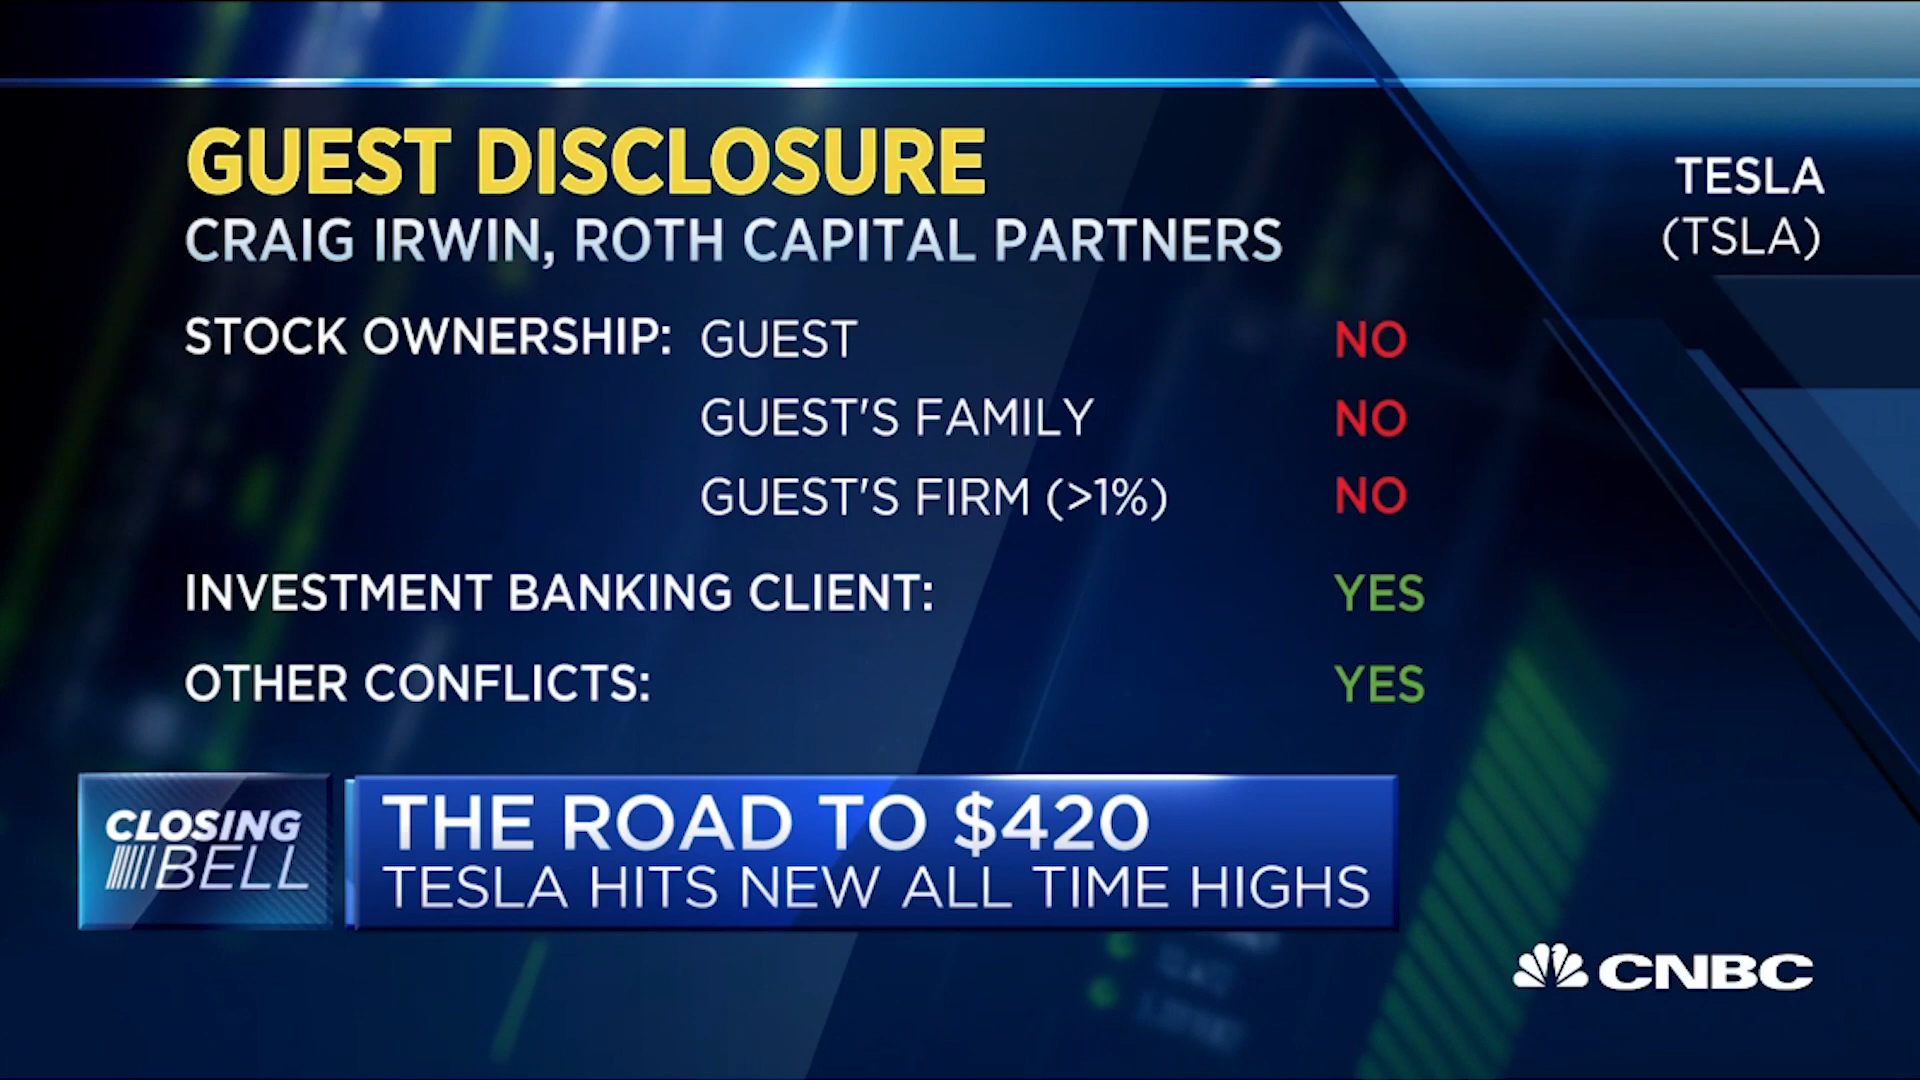 GUEST DISCLOSURE
CRAIG IRWIN, ROTH CAPITAL PARTNERS
TESLA
(TSLA)
STOCK OWNERSHIP: GUEST NO
GUEST'S FAMILY NO
GUEST'S FIRM (>1%) NO
INVESTMENT BANKING CLIENT: YES
OTHER CONFLICTS: YES
CLOSING
BELL
THE ROAD TO $420
TESLA HITS NEW ALL TIME HIGHS
CNBC